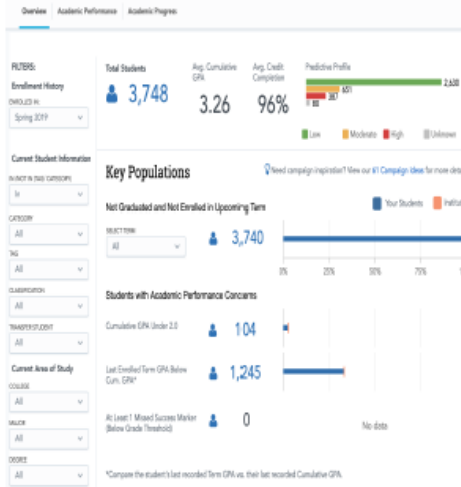 Overview Academic Performance Academic Progress
FILTERS:
Enrollment History
ENROLLED IN:
Spring 2019
Current Student Information
IN (NOT IN) TAG/ CATEGORY:
In
CATEGORY
All
TAG
All
CLASSIFICATION
All
TRANSFER STUDENT
All
Current Area of Study
COLLEGE
All
MAJOR
All
DEGREE
All
Total Students
3,748
Avg. Cumulative
GPA
3.26
Avg. Credit
Completion
96%
Predictive Profile
2,630
651
387
80
Low Moderate High Unknown
Key Populations
Need campaign inspiration? View our 61 Campaign Ideas for more
Not Graduated and Not Enrolled in Upcoming Term
Your Students
SELECT TERM
All
3,740
0% 25% 50% 75%
Students with Academic Performance Concerns
Cumulative GPA Under 2.0
104
Last Enrolled Term GPA Below
Cum. GPA*
1,245
At Least 1 Missed Success Marker
(Below Grade Threshold)
0
No data
*Compare the student's last recorded Term GPA vs. their last recorded Cumulative GPA.